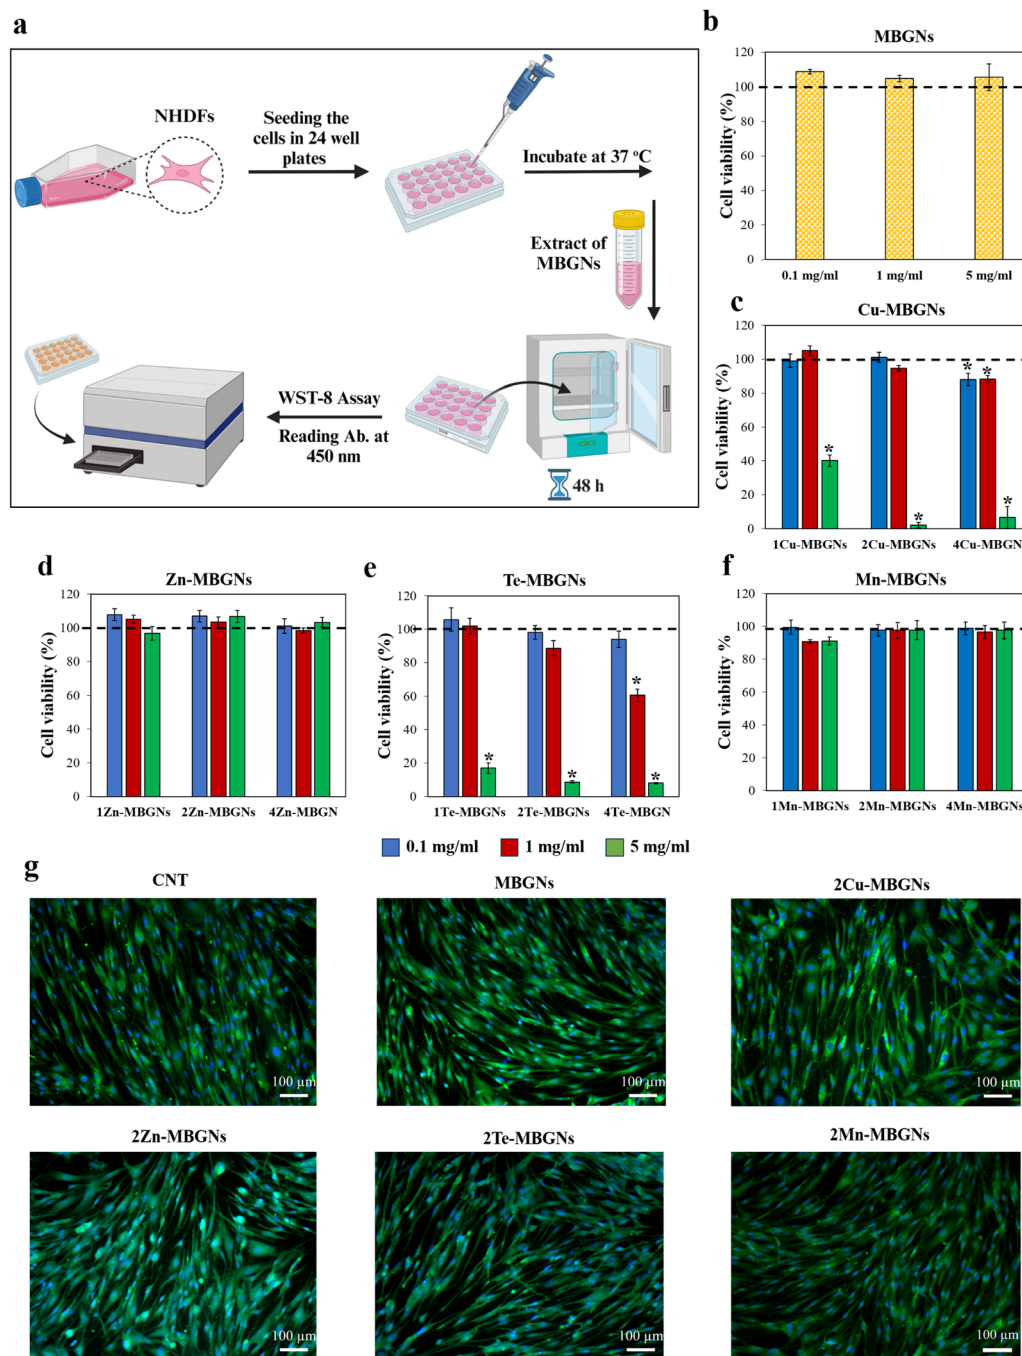 a
NHDFs
Seeding the
cells in 24 well
plates
Incubate at 37 °C
Extract of
MBGNs
WST-8 Assay
Reading Ab. at
450 nm
48 h
b
MBGNs
Cell viability (%)
120
100
80
60
40
20
0
0.1 mg/ml 1 mg/ml 5 mg/ml
c
Cu-MBGNs
Cell viability (%)
120
100
80
60
40
20
0
* * * * *
1Cu-MBGNs 2Cu-MBGNs 4Cu-MBGN
d
Zn-MBGNs
Cell viability (%)
120
100
80
60
40
20
0
1Zn-MBGNs 2Zn-MBGNs 4Zn-MBGN
e
Te-MBGNs
Cell viability (%)
120
100
80
60
40
20
0
* * * *
1Te-MBGNs 2Te-MBGNs 4Te-MBGN
f
Mn-MBGNs
Cell viability %
120
100
80
60
40
20
0
1Mn-MBGNs 2Mn-MBGNs 4Mn-MBGNs
0.1 mg/ml 1 mg/ml 5 mg/ml
g
CNT
100 µm
MBGNs
100 µm
2Cu-MBGNs
100 µm
2Zn-MBGNs
100 µm
2Te-MBGNs
100 µm
2Mn-MBGNs
100 µm